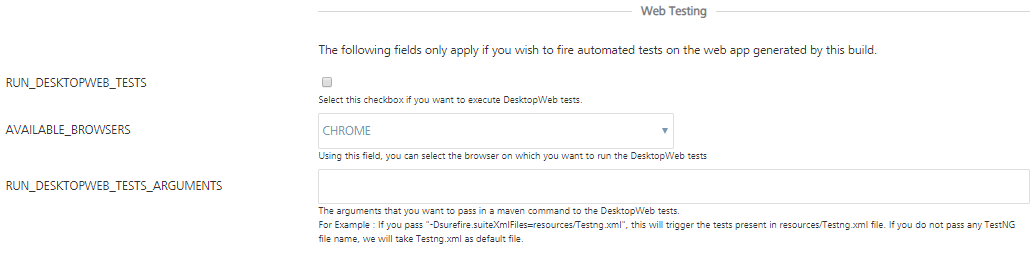 Web Testing
The following fields only apply if you wish to fire automated tests on the web app generated by this build.
RUN_DESKTOPWEB_TESTS
Select this checkbox if you want to execute DesktopWeb tests.
AVAILABLE_BROWSERS
CHROME
Using this field, you can select the browser on which you want to run the DesktopWeb tests
RUN_DESKTOPWEB_TESTS_ARGUMENTS
The arguments that you want to pass in a maven command to the DesktopWeb tests.
For Example : If you pass "-Dsurefire.suiteXmlFiles=resources/Testng.xml", this will trigger the tests present in resources/Testng.xml file. If you do not pass any TestNG
file name, we will take Testng.xml as default file.